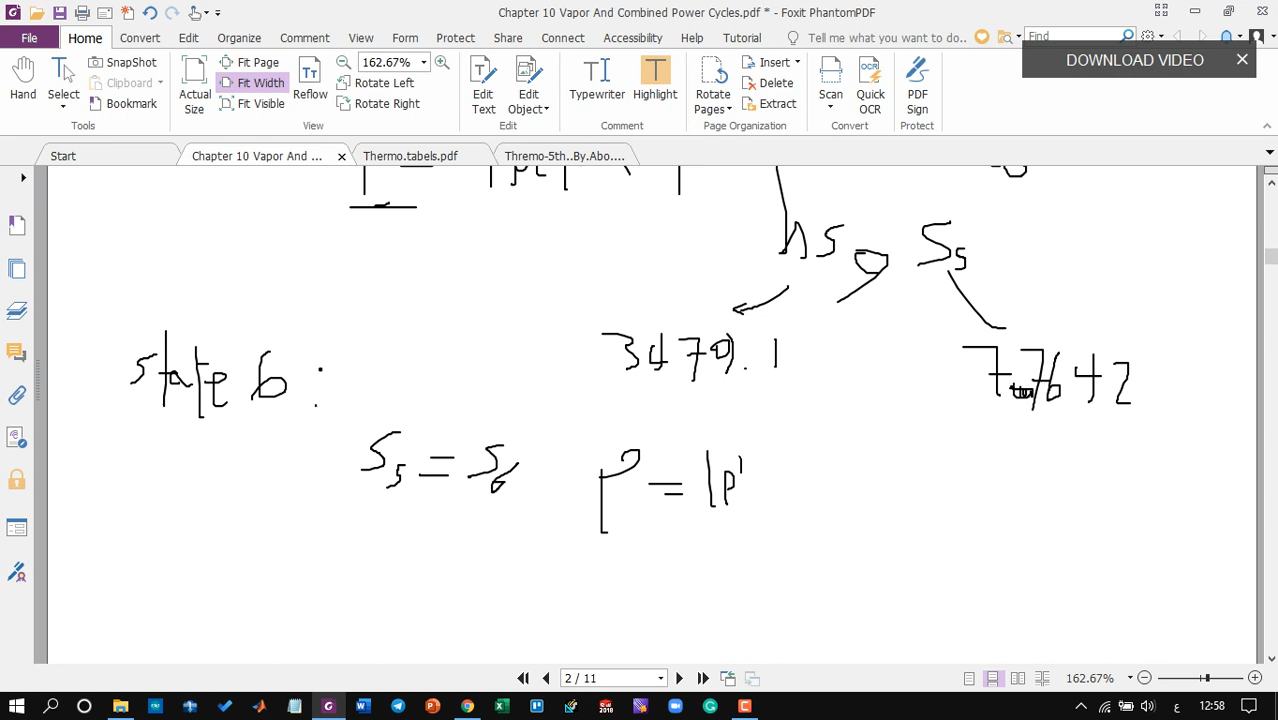 Chapter 10 Vapor And Combined Power Cycles.pdf * - Foxit PhantomPDF
File Home Convert Edit Organize Comment View Form Protect Share Connect Accessibility Help Tutorial Tell me what you want to do.. Find
DOWNLOAD VIDEO
Hand Select SnapShot Clipboard Bookmark
Actual Size Fit Page Fit Width Fit Visible Reflow 162.67% Rotate Left Rotate Right
Edit Text Edit Object Typewriter Highlight Rotate Pages Insert Delete Extract Scan Quick OCR PDF Sign
Tools View Edit Comment Page Organization Convert Protect
Start Chapter 10 Vapor And ... Thermo.tabels.pdf Thremo-5th..By.Abo....
h5 , S5
3479.1
7.7642
state 6 :
S5 = S6 P = 10
2 / 11 162.67%
12:58